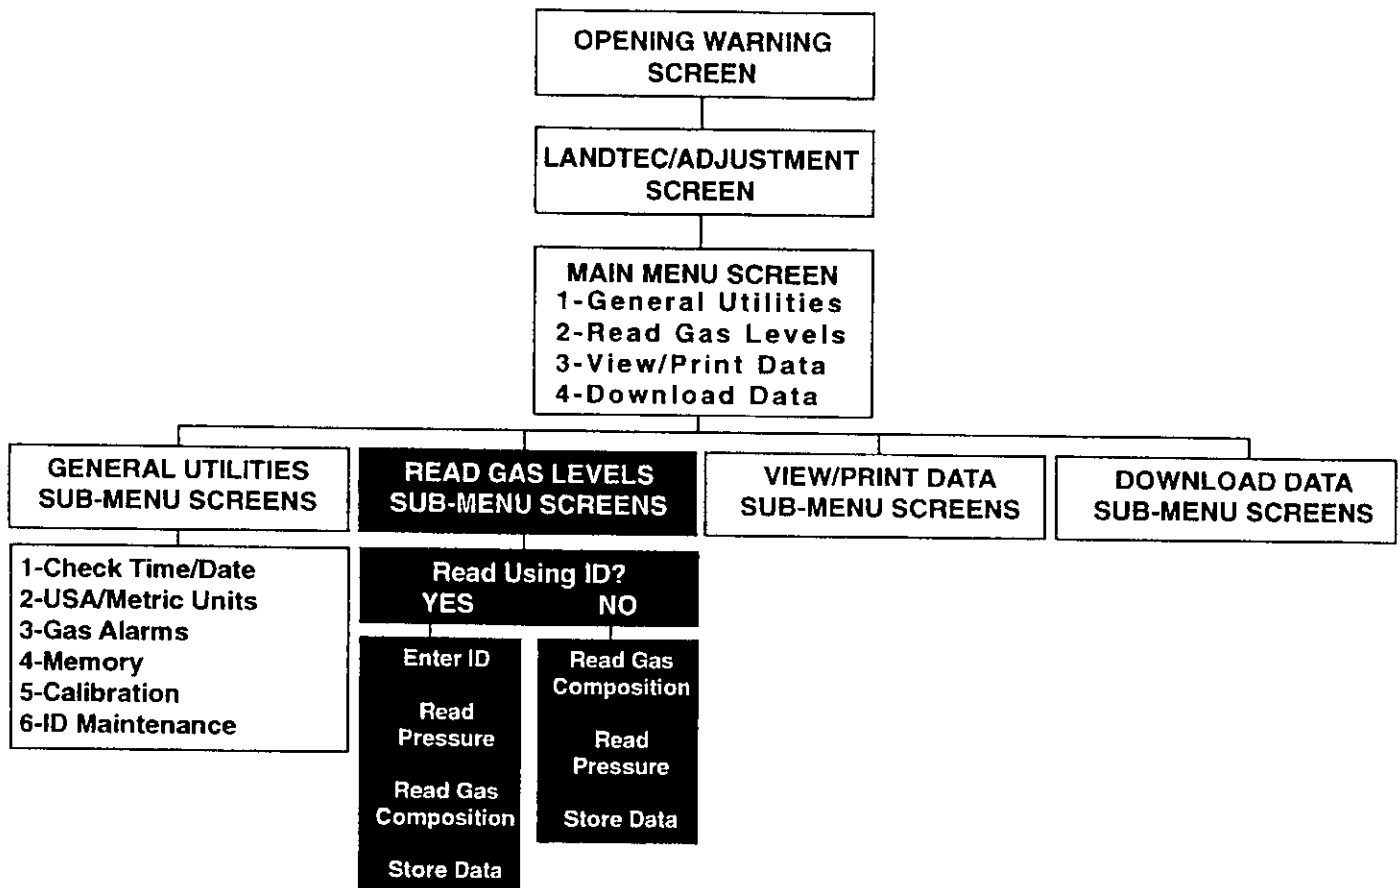 OPENING WARNING
SCREEN
LANDTEC/ADJUSTMENT
SCREEN
MAIN MENU SCREEN
1-General Utilities
2-Read Gas Levels
3-View/Print Data
4-Download Data
GENERAL UTILITIES
SUB-MENU SCREENS
1-Check Time/Date
2-USA/Metric Units
3-Gas Alarms
4-Memory
5-Calibration
6-ID Maintenance
READ GAS LEVELS
SUB-MENU SCREENS
Read Using ID?
YES NO
Enter ID
Read
Pressure
Read Gas
Composition
Store Data
Read Gas
Composition
Read
Pressure
Store Data
VIEW/PRINT DATA
SUB-MENU SCREENS
DOWNLOAD DATA
SUB-MENU SCREENS